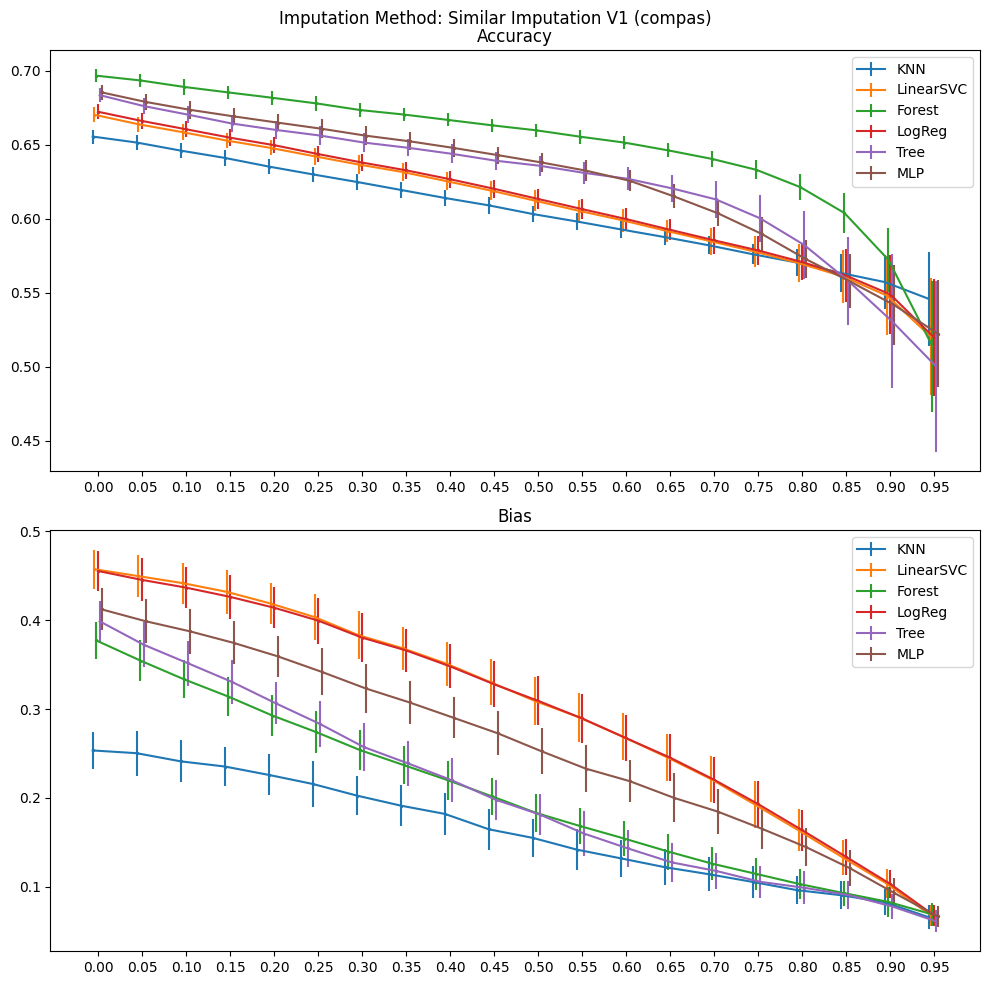 Imputation Method: Similar Imputation V1 (compas)
Accuracy
0.70
0.65
0.60
0.55
0.50
0.45
KNN
LinearSVC
Forest
LogReg
Tree
MLP
0.00 0.05 0.10 0.15 0.20 0.25 0.30 0.35 0.40 0.45 0.50 0.55 0.60 0.65 0.70 0.75 0.80 0.85 0.90 0.95
Bias
0.5
0.4
0.3
0.2
0.1
KNN
LinearSVC
Forest
LogReg
Tree
MLP
0.00 0.05 0.10 0.15 0.20 0.25 0.30 0.35 0.40 0.45 0.50 0.55 0.60 0.65 0.70 0.75 0.80 0.85 0.90 0.95